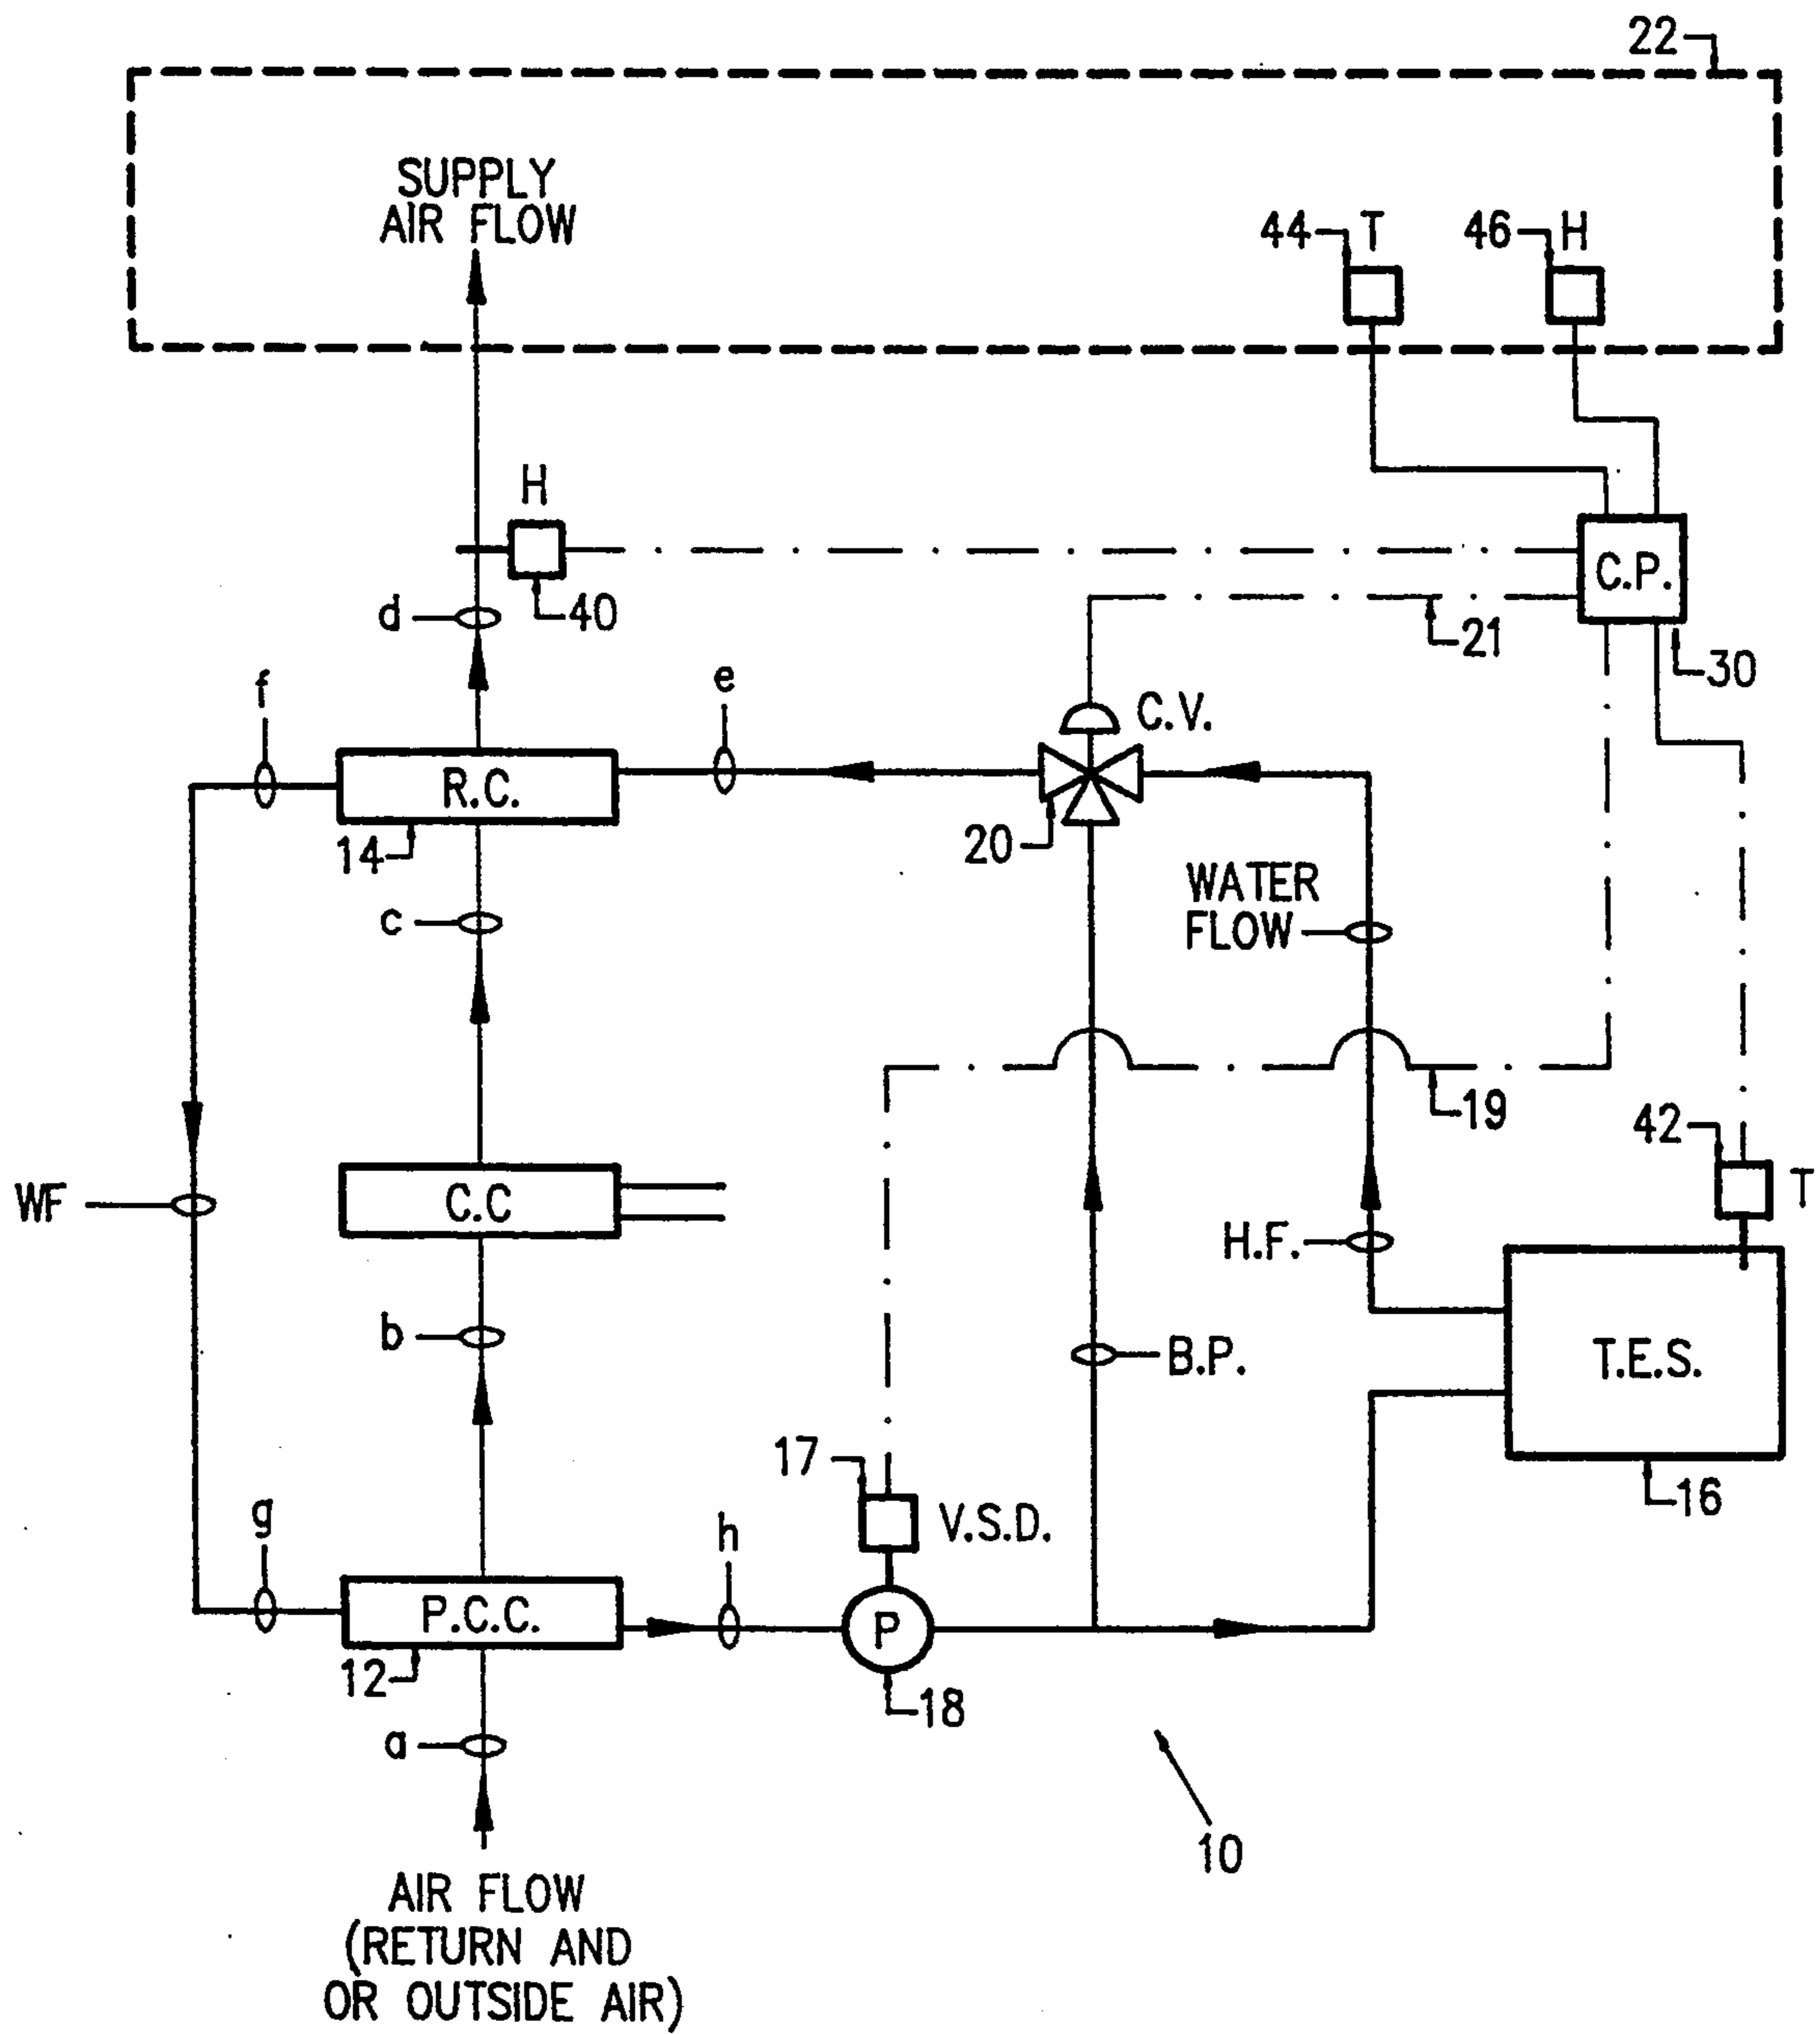 22
SUPPLY
AIR FLOW
44
T
46
H
H
40
C.P.
d
21
30
f
e
C.V.
R.C.
14
20
WATER
FLOW
c
19
42
T
WF
C.C
H.F.
b
B.P.
T.E.S.
17
V.S.D.
16
g
h
P.C.C.
P
12
18
a
10
AIR FLOW
(RETURN AND
OR OUTSIDE AIR)